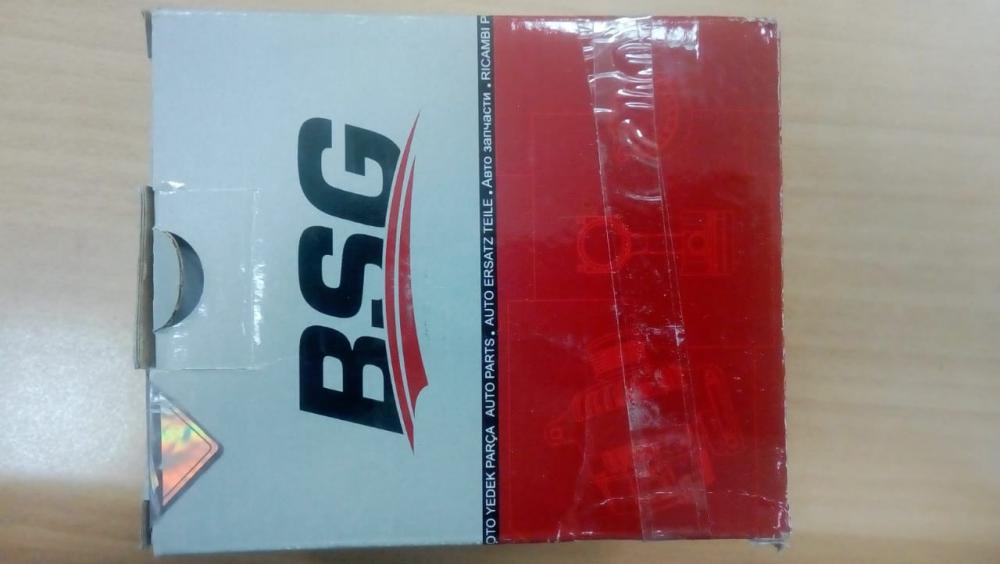 BSG
OTO YEDEK PARÇA AUTO PARTS. AUTO ERSATZ TEILE. Авто запчасти. RICAMBI P